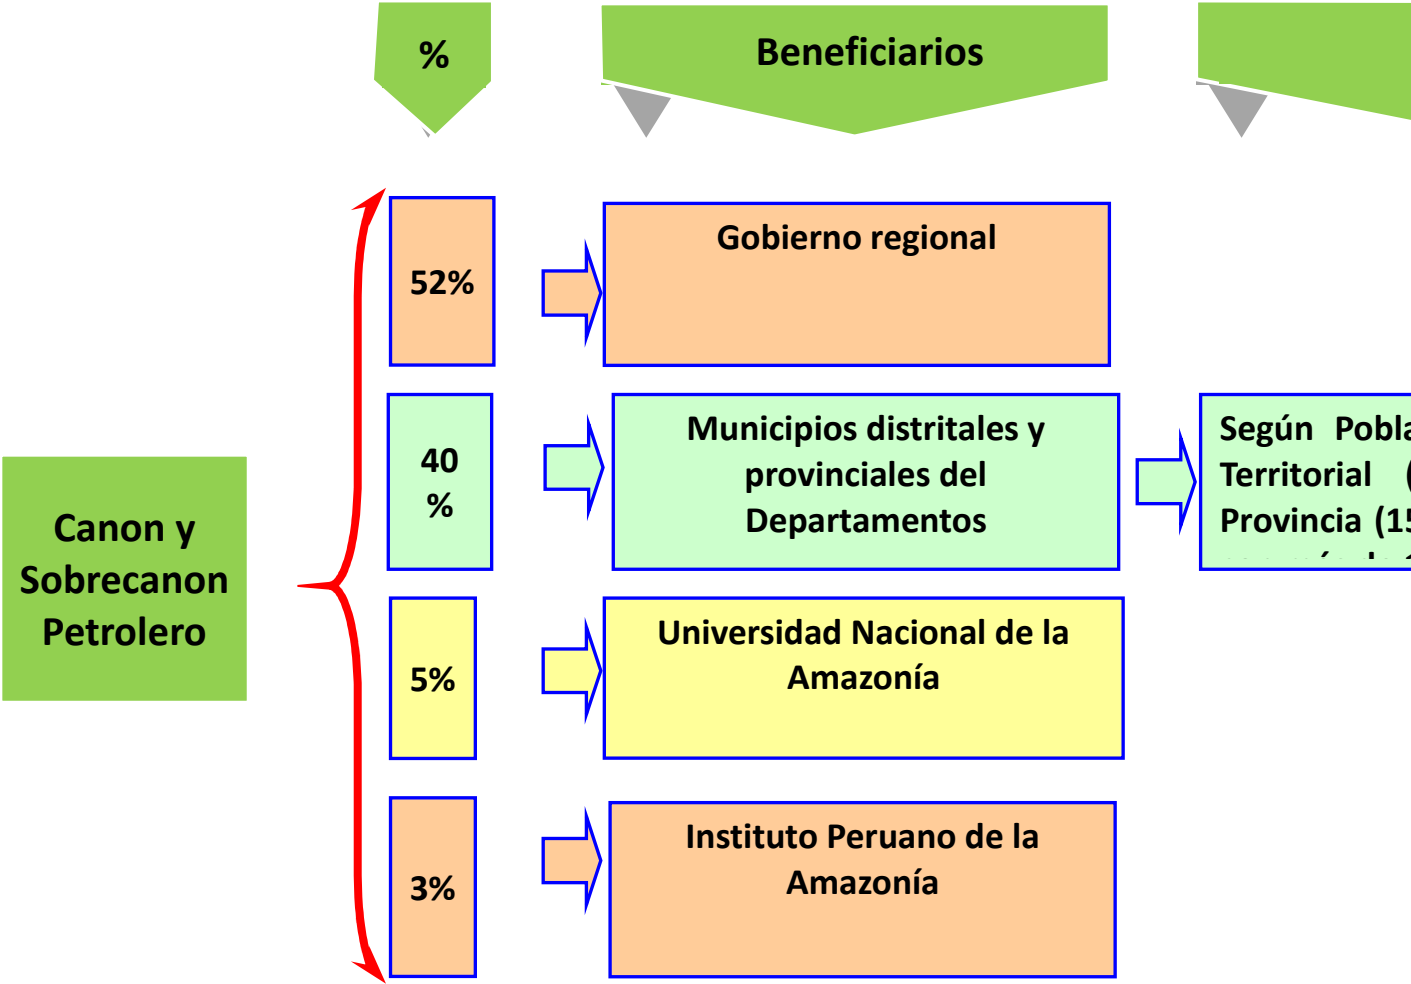 %
Beneficiarios
52%
Gobierno regional
40
%
Municipios distritales y
provinciales del
Departamentos
Según
Territorial
Provincia
Canon y
Sobrecanon
Petrolero
5%
Universidad Nacional de la
Amazonía
3%
Instituto Peruano de la
Amazonía